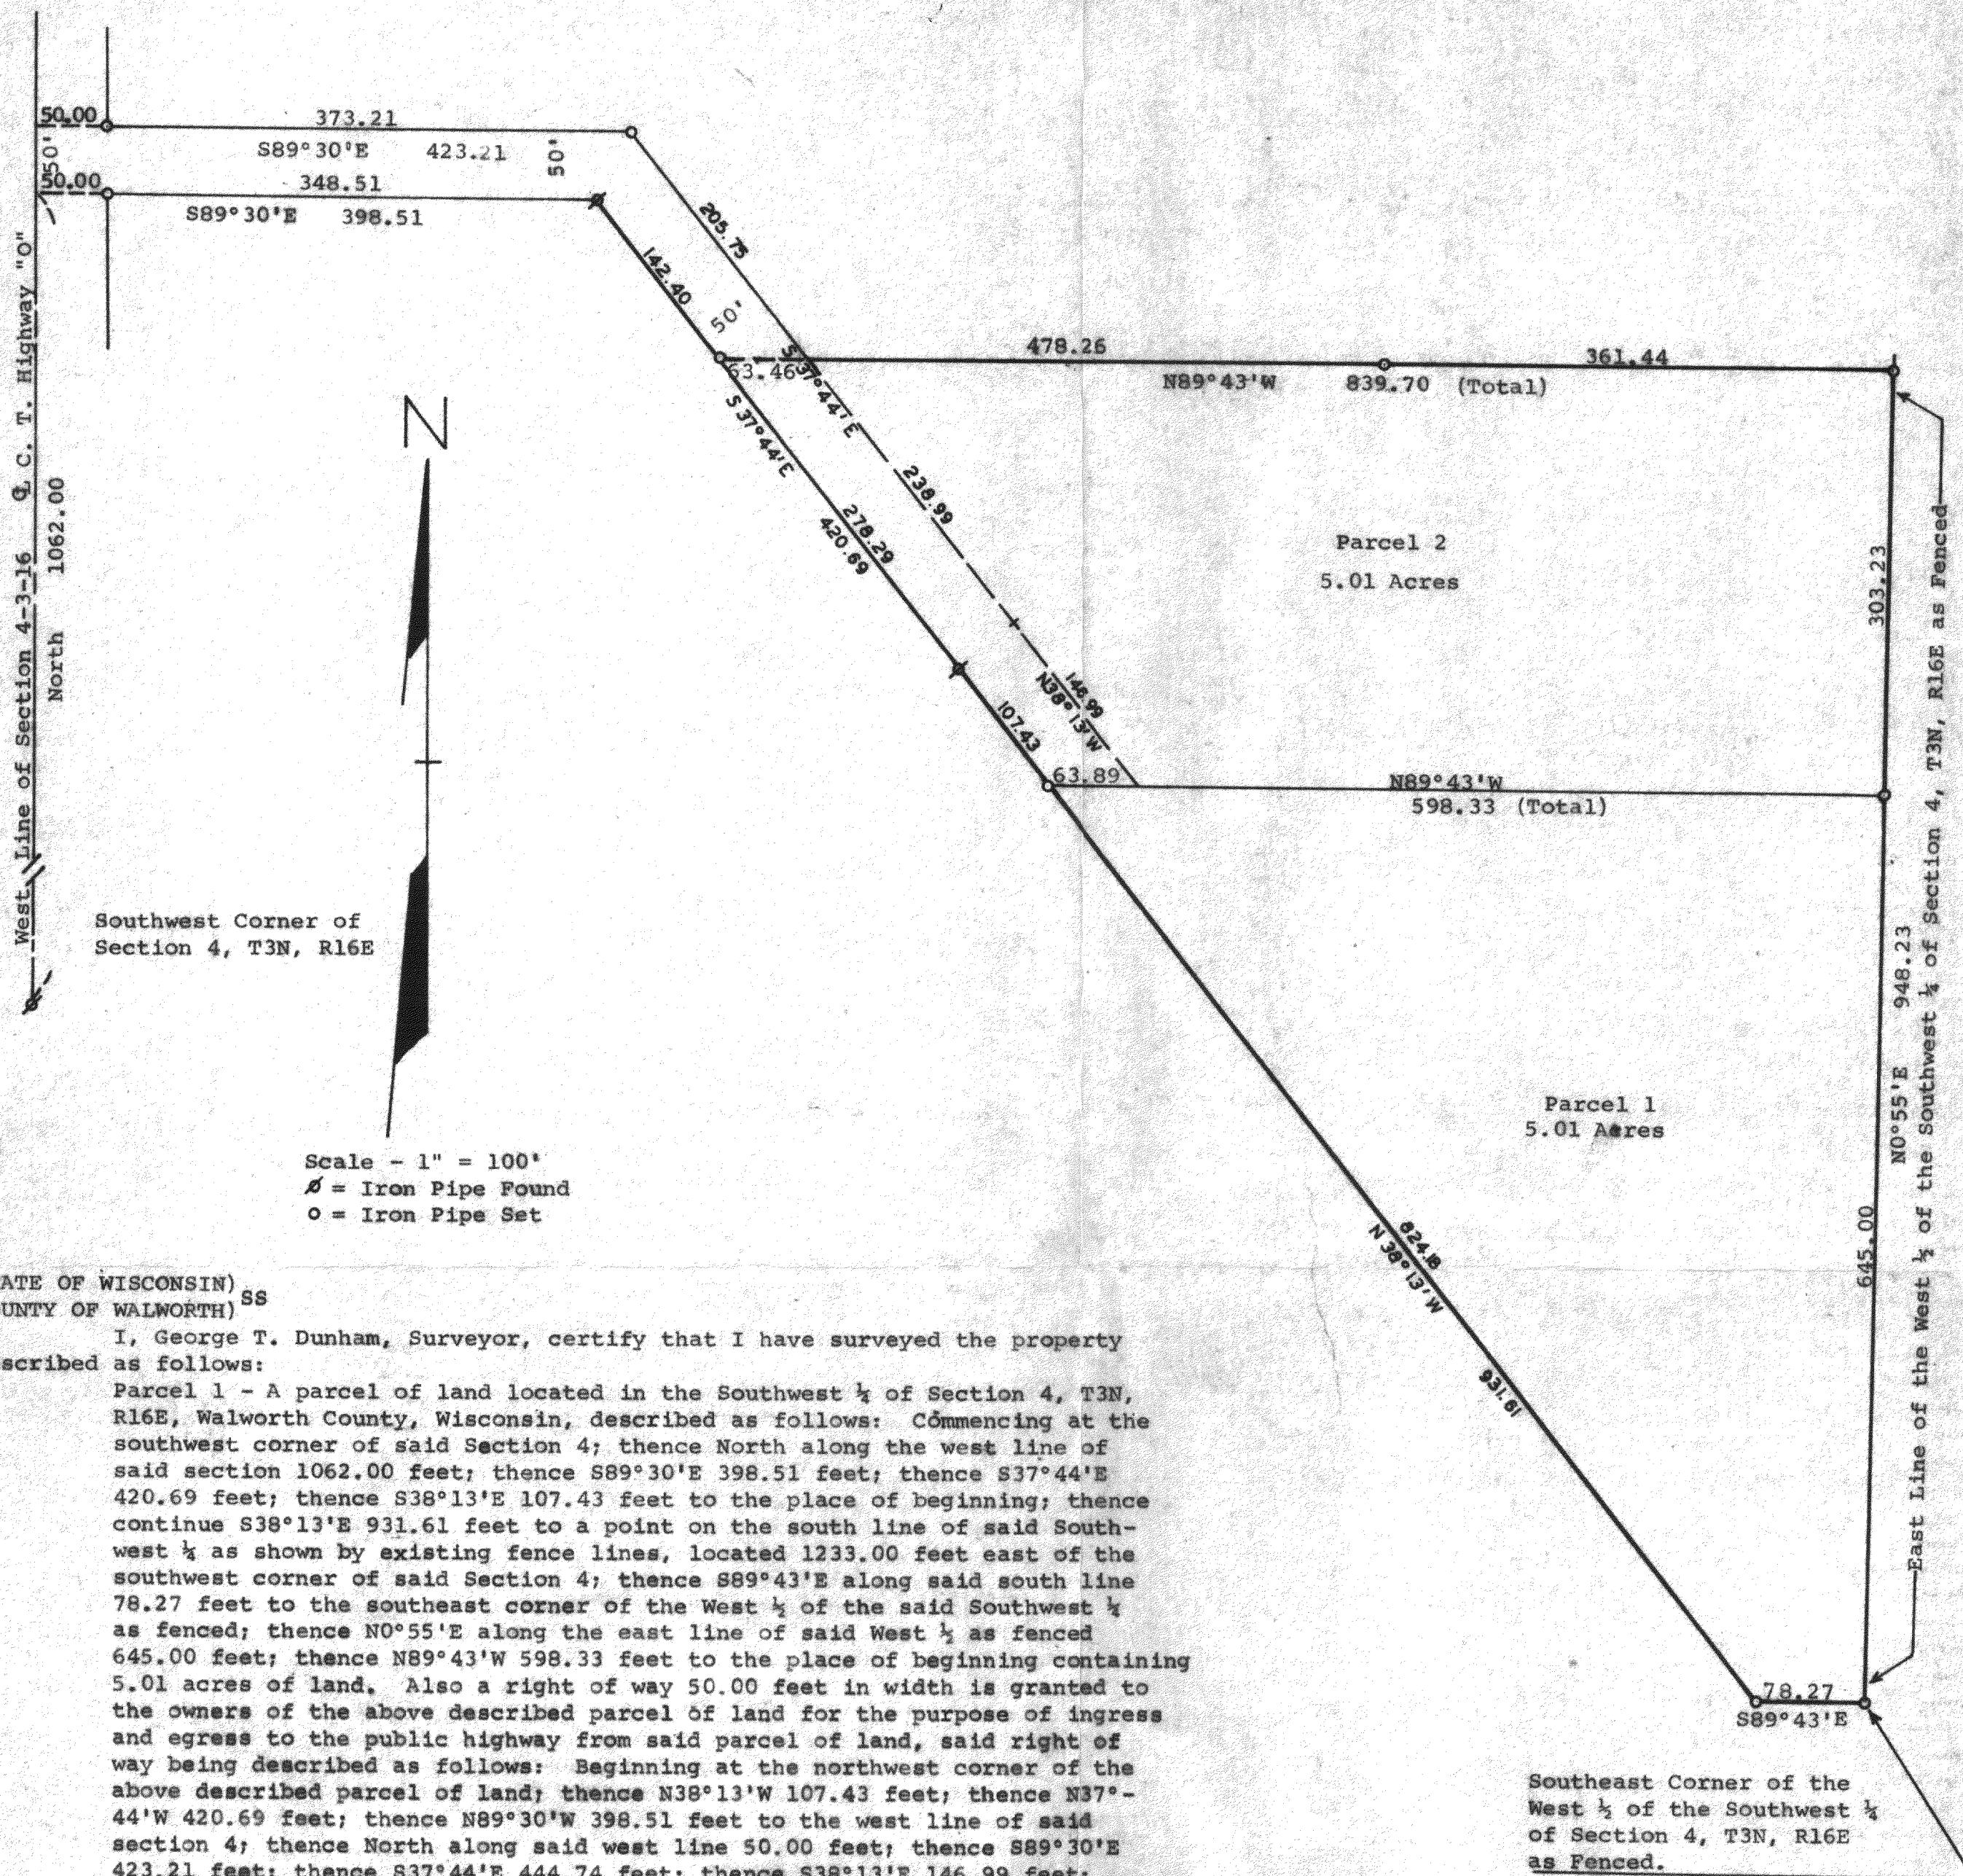 50.00
373.21
S89°30'E 423.21
50'
50'
50.00
348.51
S89°30'E 398.51
205.75
142.40
50'
478.26
361.44
63.46
N89°43'W 839.70 (Total)
S37°44'E
S 37°44'E
238.99
278.29
420.69
Parcel 2
5.01 Acres
303.23
146.99
N38°13'W
107.43
63.89
N89°43'W
598.33 (Total)
West Line of Section 4-3-16 ℄ C. T. Highway "O"
North 1062.00
N
Southwest Corner of
Section 4, T3N, R16E
N0°55'E 948.23
East Line of the West ½ of the Southwest ¼ of Section 4, T3N, R16E as Fenced
Parcel 1
5.01 Acres
645.00
824.18
N 38°13'W
931.61
Scale - 1" = 100'
Ø = Iron Pipe Found
o = Iron Pipe Set
78.27
S89°43'E
Southeast Corner of the
West ½ of the Southwest ¼
of Section 4, T3N, R16E
as Fenced.
ATE OF WISCONSIN) SS
UNTY OF WALWORTH)
I, George T. Dunham, Surveyor, certify that I have surveyed the property
scribed as follows:
Parcel 1 - A parcel of land located in the Southwest ¼ of Section 4, T3N,
R16E, Walworth County, Wisconsin, described as follows: Commencing at the
southwest corner of said Section 4; thence North along the west line of
said section 1062.00 feet; thence S89°30'E 398.51 feet; thence S37°44'E
420.69 feet; thence S38°13'E 107.43 feet to the place of beginning; thence
continue S38°13'E 931.61 feet to a point on the south line of said South-
west ¼ as shown by existing fence lines, located 1233.00 feet east of the
southwest corner of said Section 4; thence S89°43'E along said south line
78.27 feet to the southeast corner of the West ½ of the said Southwest ¼
as fenced; thence N0°55'E along the east line of said West ½ as fenced
645.00 feet; thence N89°43'W 598.33 feet to the place of beginning containing
5.01 acres of land. Also a right of way 50.00 feet in width is granted to
the owners of the above described parcel of land for the purpose of ingress
and egress to the public highway from said parcel of land, said right of
way being described as follows: Beginning at the northwest corner of the
above described parcel of land; thence N38°13'W 107.43 feet; thence N37°-
44'W 420.69 feet; thence N89°30'W 398.51 feet to the west line of said
section 4; thence North along said west line 50.00 feet; thence S89°30'E
423.21 feet; thence S37°44'E 444.74 feet; thence S38°13'E 146.99 feet;